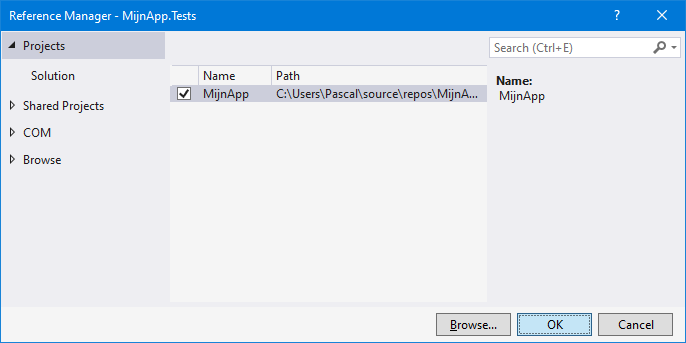 Reference Manager - MijnApp.Tests
?
Projects
Solution
Shared Projects
COM
Browse
Name Path
MijnApp C:\Users\Pascal\source\repos\MijnA...
Search (Ctrl+E)
Name:
MijnApp
Browse... OK Cancel